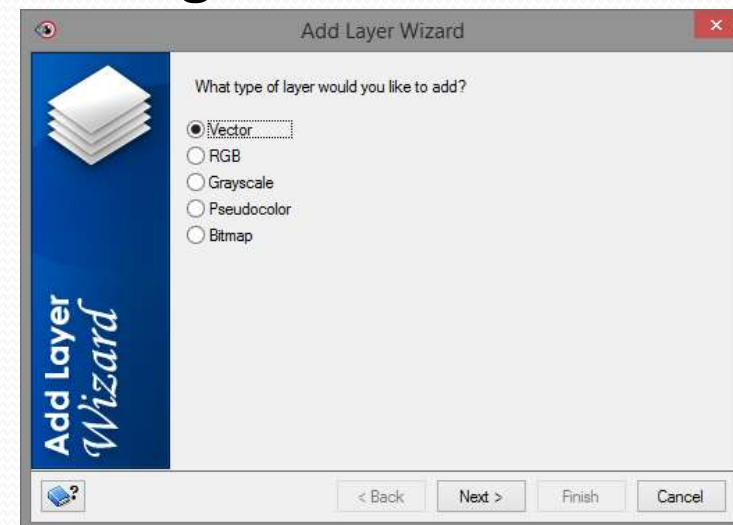 Add Layer Wizard
What type of layer would you like to add?
Vector
RGB
Grayscale
Pseudocolor
Bitmap
Add Layer
Wizard
?
< Back
Next >
Finish
Cancel